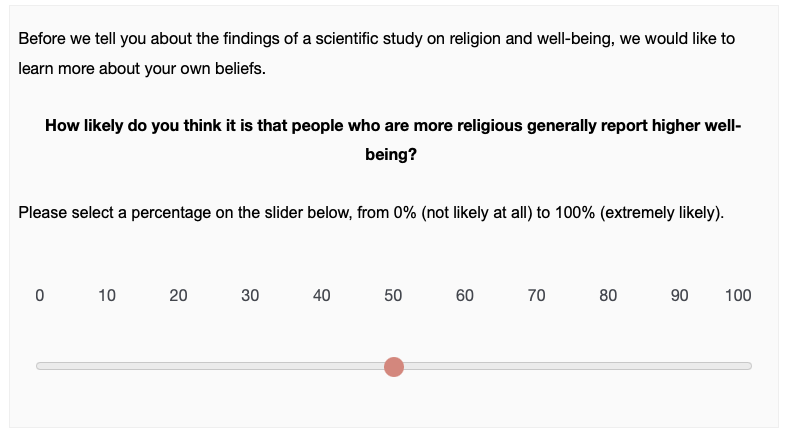 Before we tell you about the findings of a scientific study on religion and well-being, we would like to
learn more about your own beliefs.
How likely do you think it is that people who are more religious generally report higher well-
being?
Please select a percentage on the slider below, from 0% (not likely at all) to 100% (extremely likely).
0 10 20 30 40 50 60 70 80 90 100